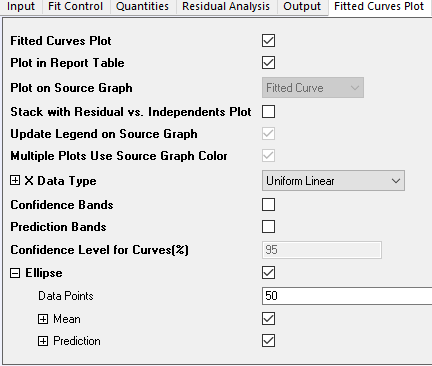 Input Fit Control Quantities Residual Analysis Output Fitted Curves Plot
Fitted Curves Plot
Plot in Report Table
Plot on Source Graph Fitted Curve
Stack with Residual vs. Independents Plot
Update Legend on Source Graph
Multiple Plots Use Source Graph Color
X Data Type Uniform Linear
Confidence Bands
Prediction Bands
Confidence Level for Curves(%) 95
Ellipse
Data Points 50
Mean
Prediction